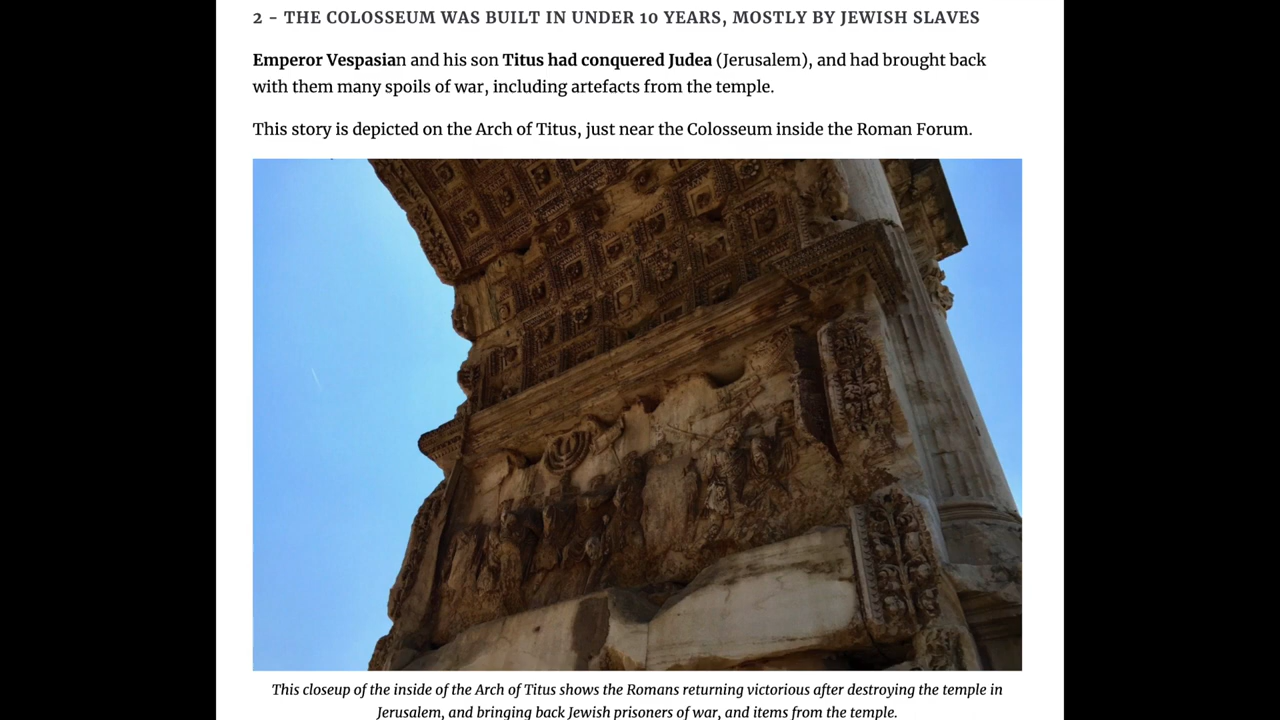 2 - THE COLOSSEUM WAS BUILT IN UNDER 10 YEARS, MOSTLY BY JEWISH SLAVES
Emperor Vespasian and his son Titus had conquered Judea (Jerusalem), and had brought back
with them many spoils of war, including artefacts from the temple.
This story is depicted on the Arch of Titus, just near the Colosseum inside the Roman Forum.
This closeup of the inside of the Arch of Titus shows the Romans returning victorious after destroying the temple in
Jerusalem, and bringing back Jewish prisoners of war, and items from the temple.